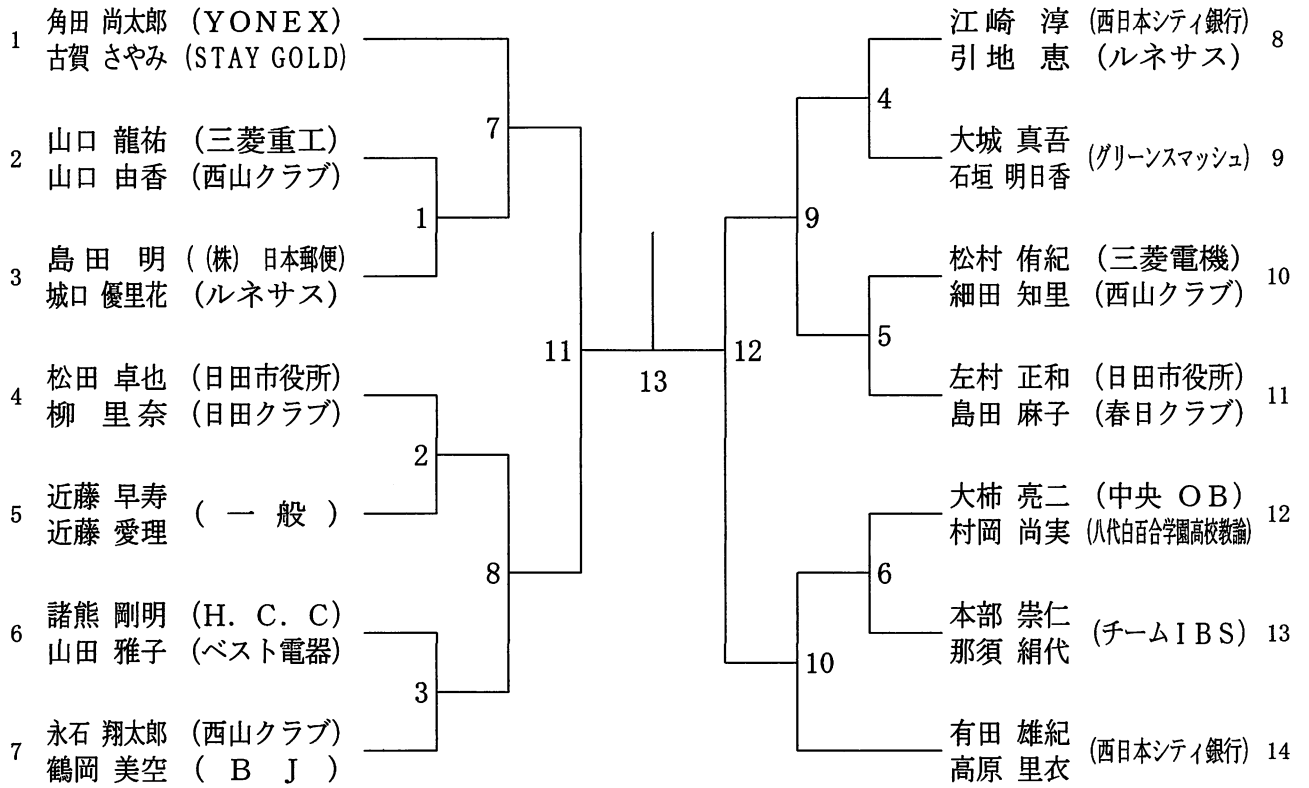 1
角田 尚太郎 (YONEX)
古賀 さやみ (STAY GOLD)
2
山口 龍祐 (三菱重工)
山口 由香 (西山クラブ)
3
島田 明 ((株) 日本郵便)
城口 優里花 (ルネサス)
4
松田 卓也 (日田市役所)
柳 里奈 (日田クラブ)
5
近藤 早寿
近藤 愛理
(一般)
6
諸熊 剛明 (H. C. C)
山田 雅子 (ベスト電器)
7
永石 翔太郎 (西山クラブ)
鶴岡 美空 (BJ)
7
1
11
2
8
3
13
12
9
4
5
10
6
江崎 淳 (西日本シティ銀行)
引地 恵 (ルネサス)
8
大城 真吾
石垣 明日香
(グリーンスマッシュ)
9
松村 侑紀 (三菱電機)
細田 知里 (西山クラブ)
10
左村 正和 (日田市役所)
島田 麻子 (春日クラブ)
11
大柿 亮二 (中央 OB)
村岡 尚実 (八代白百合学園高校教諭)
12
本部 崇仁
那須 絹代
(チームIBS)
13
有田 雄紀
高原 里衣
(西日本シティ銀行)
14